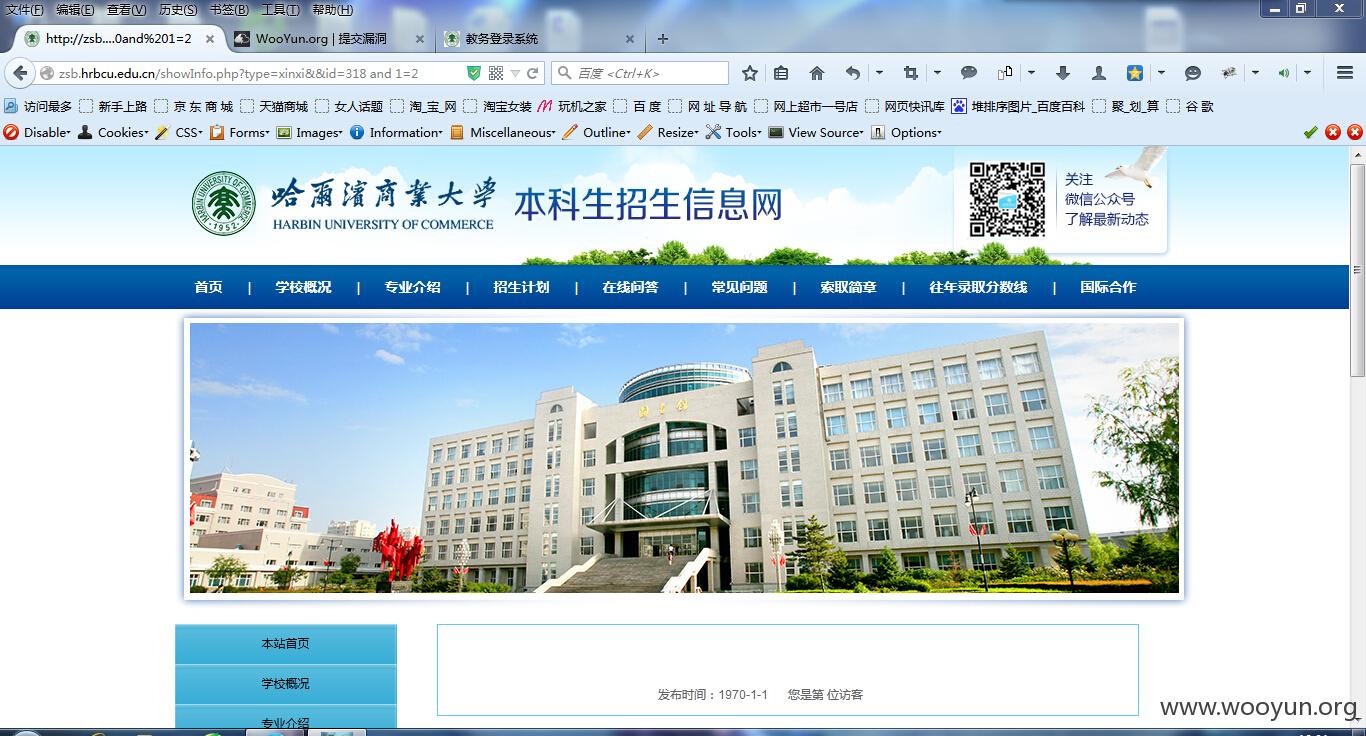 文件(F) 编辑(E) 查看(V) 历史(S) 书签(B) 工具(T) 帮助(H)
http://zsb....0and%201=2 WooYun.org | 提交漏洞 教务登录系统
zsb.hrbcu.edu.cn/showInfo.php?type=xinxi&t&id=318 and 1=2 百度 <Ctrl+K>
访问最多 新手上路 京 东 商 城 天猫商城 女人话题 淘_宝_网 淘宝女装 玩机之家 百 度 网 址 导 航 网上超市一号店 网页快讯库 堆排序图片_百度百科 聚_划_算 谷 歌
Disable Cookies CSS Forms Images Information Miscellaneous Outline Resize Tools View Source Options
HARBIN UNIVERSITY OF COMMERCE
1952
哈爾濱商業大学
HARBIN UNIVERSITY OF COMMERCE
本科生招生信息网
关注
微信公众号
了解最新动态
首页 | 学校概况 | 专业介绍 | 招生计划 | 在线问答 | 常见问题 | 索取简章 | 往年录取分数线 | 国际合作
本站首页
学校概况
专业介绍
发布时间：1970-1-1 您是第 位访客
www.wooyun.org